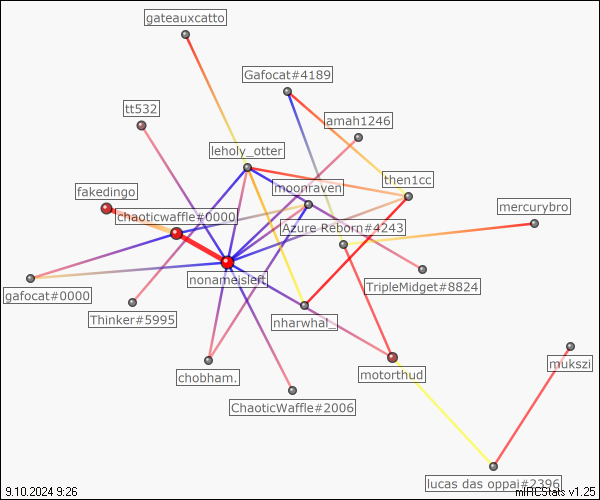 gateauxcatto
Gafocat#4189
tt532
amah1246
leholy_otter
then1cc
moonraven
fakedingo
mercurybro
chaoticwaffle#0000
Azure Reborn#4243
nonameisleft
TripleMidget#8824
gafocat#0000
Thinker#5995
nharwhal_
mukszi
chobham.
motorthud
ChaoticWaffle#2006
lucas das oppai#2396
9.10.2024 9:26
mIRCStats v1.25